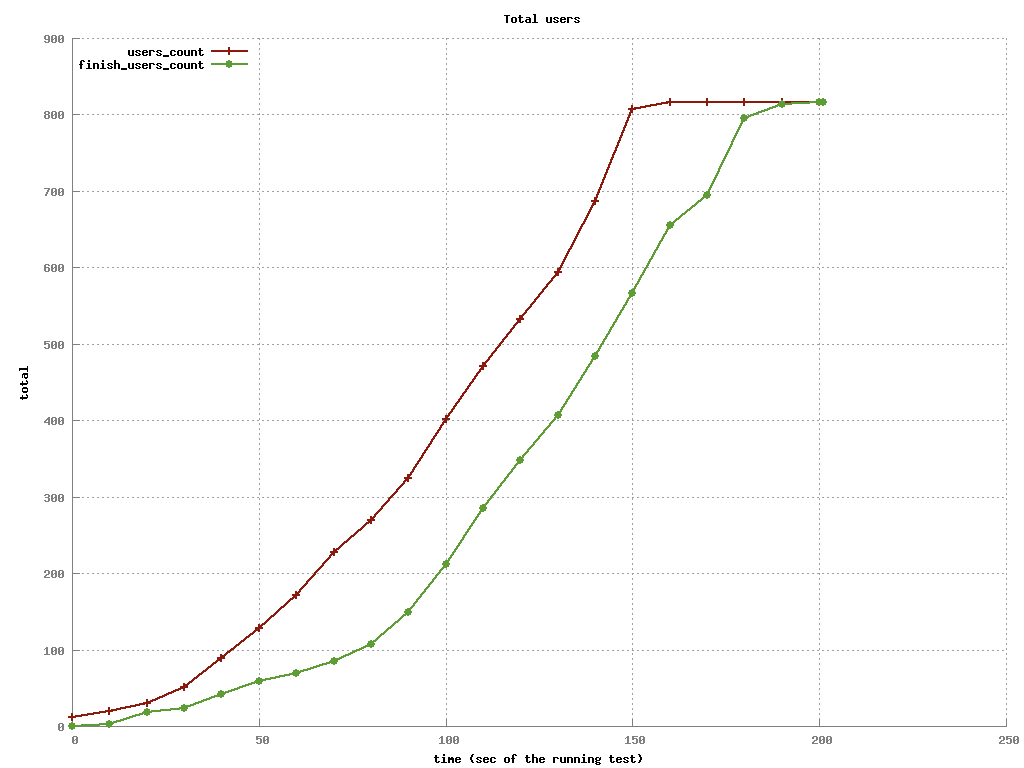 Total users
900
users_count
finish_users_count
800
700
600
500
total
400
300
200
100
0
0 50 100 150 200 250
time (sec of the running test)